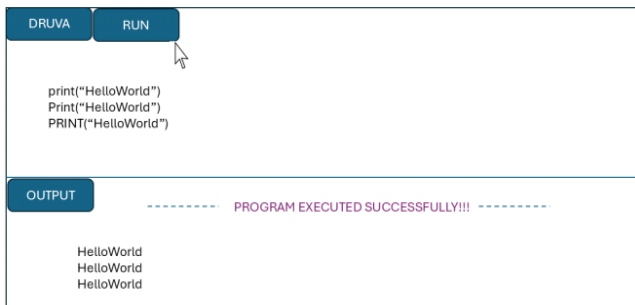 DRUVA RUN
print(“HelloWorld”)
Print(“HelloWorld”)
PRINT(“HelloWorld”)
OUTPUT
---------- PROGRAM EXECUTED SUCCESSFULLY!!! ----------
HelloWorld
HelloWorld
HelloWorld